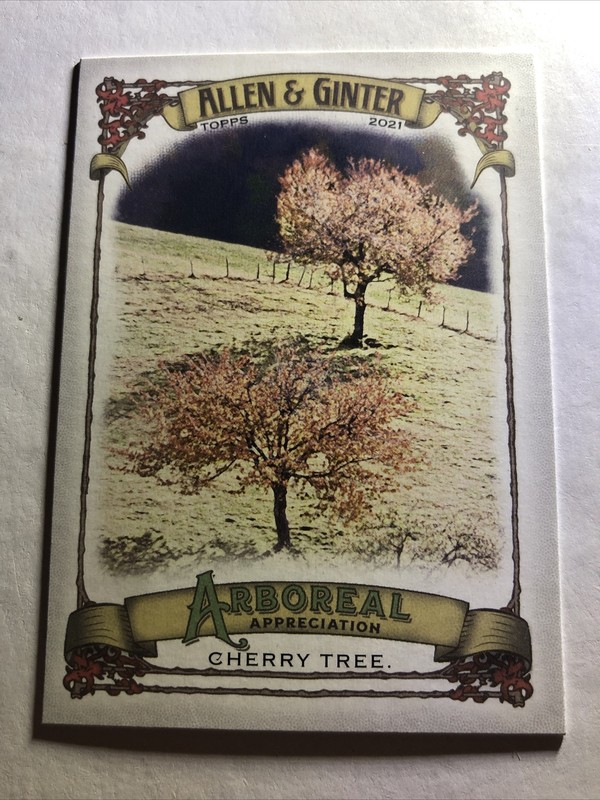 ALLEN & GINTER
TOPPS 2021
ARBOREAL
APPRECIATION
CHERRY TREE.